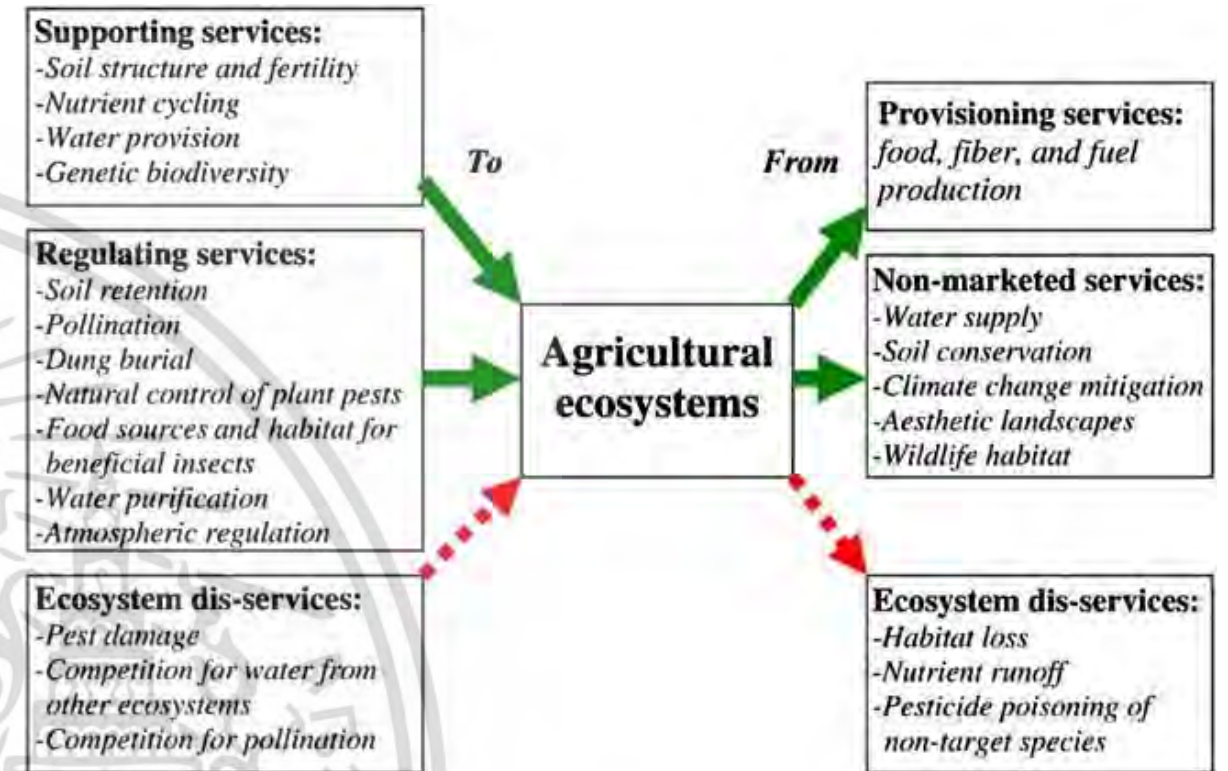 Supporting services:
-Soil structure and fertility
-Nutrient cycling
-Water provision
-Genetic biodiversity
Regulating services:
-Soil retention
-Pollination
-Dung burial
-Natural control of plant pests
-Food sources and habitat for
beneficial insects
-Water purification
-Atmospheric regulation
Ecosystem dis-services:
-Pest damage
-Competition for water from
other ecosystems
-Competition for pollination
To
Agricultural
ecosystems
From
Provisioning services:
food, fiber, and fuel
production
Non-marketed services:
-Water supply
-Soil conservation
-Climate change mitigation
-Aesthetic landscapes
-Wildlife habitat
Ecosystem dis-services:
-Habitat loss
-Nutrient runoff
-Pesticide poisoning of
non-target species